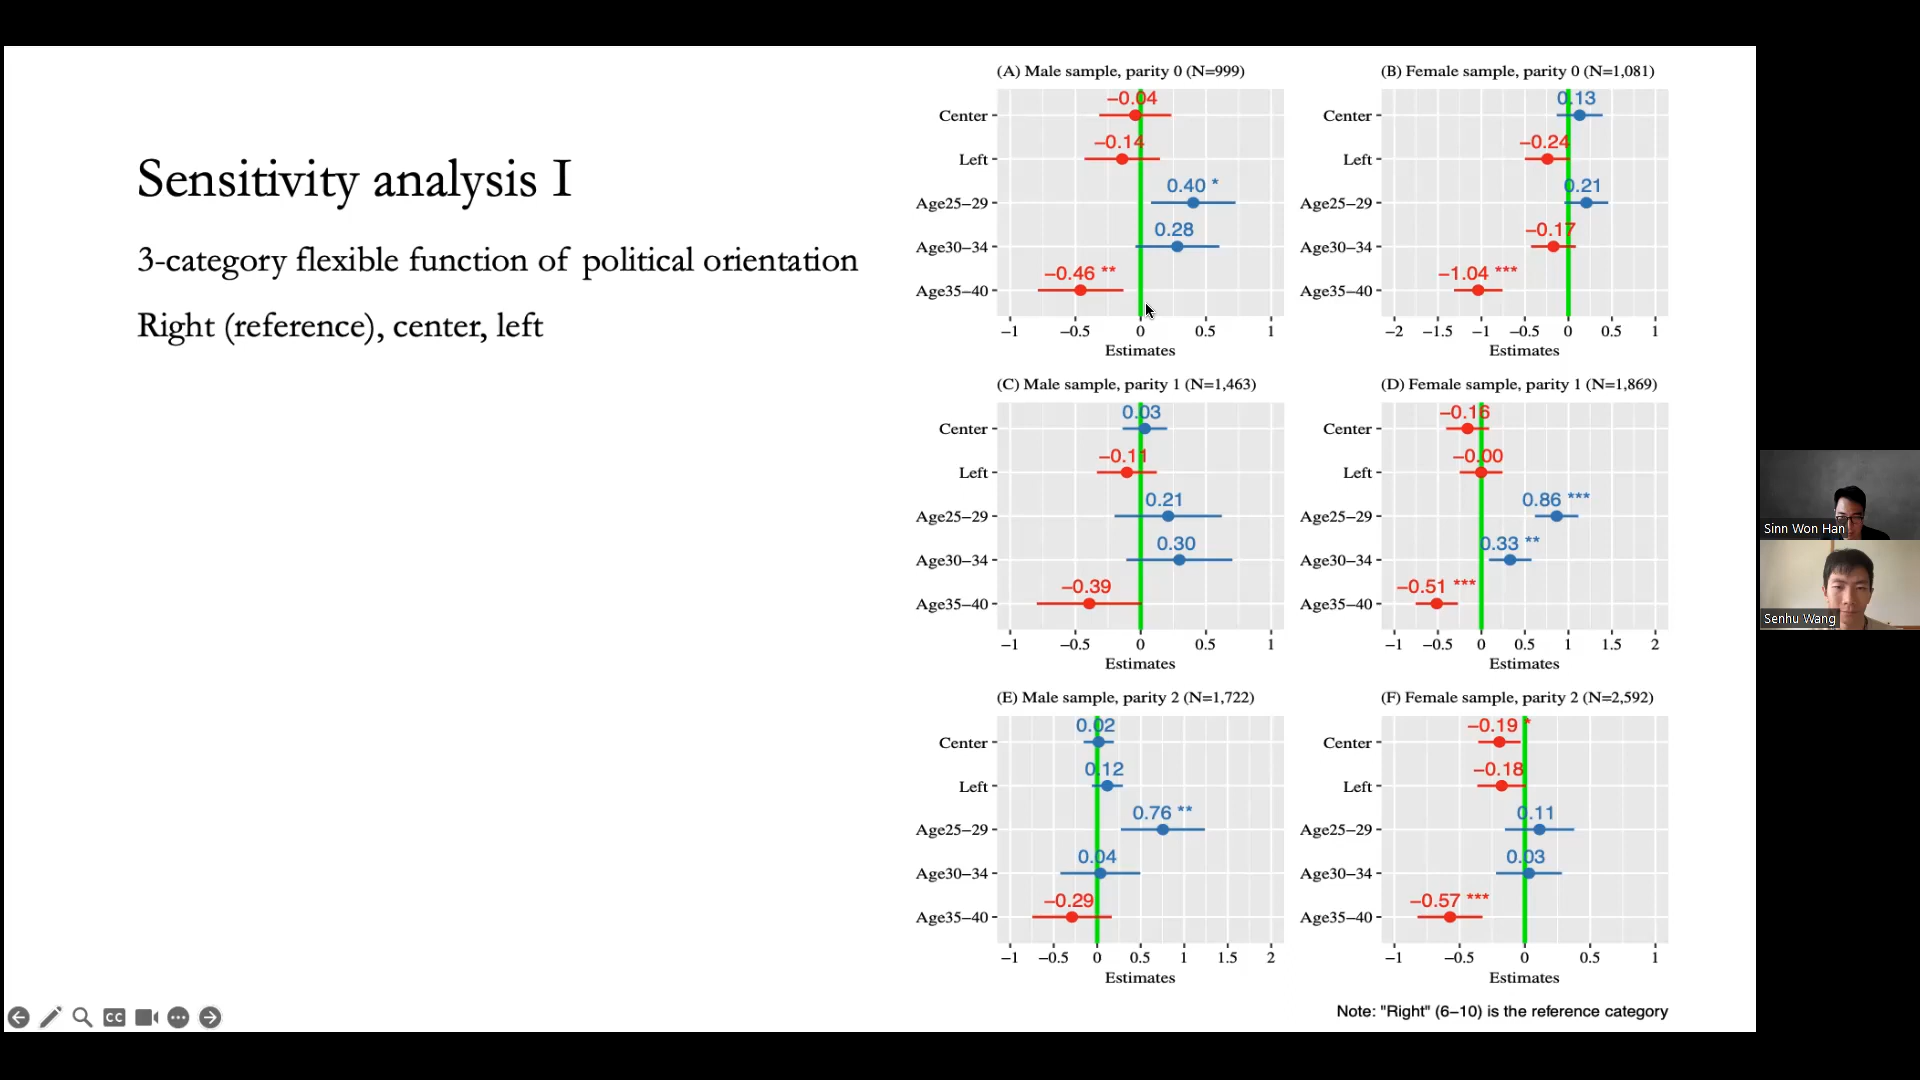 Sensitivity analysis I
3-category flexible function of political orientation
Right (reference), center, left
(A) Male sample, parity 0 (N=999)
Center
−0.04
Left
−0.14
Age25−29
0.40 *
Age30−34
0.28
Age35−40
−0.46 **
−1 −0.5 0 0.5 1
Estimates
(B) Female sample, parity 0 (N=1,081)
Center
0.13
Left
−0.24
Age25−29
0.21
Age30−34
−0.17
Age35−40
−1.04 ***
−2 −1.5 −1 −0.5 0 0.5 1
Estimates
(C) Male sample, parity 1 (N=1,463)
Center
0.03
Left
−0.11
Age25−29
0.21
Age30−34
0.30
Age35−40
−0.39
−1 −0.5 0 0.5 1
Estimates
(D) Female sample, parity 1 (N=1,869)
Center
−0.16
Left
−0.00
Age25−29
0.86 ***
Age30−34
0.33 **
Age35−40
−0.51 ***
−1 −0.5 0 0.5 1 1.5 2
Estimates
(E) Male sample, parity 2 (N=1,722)
Center
0.02
Left
0.12
Age25−29
0.76 **
Age30−34
0.04
Age35−40
−0.29
−1 −0.5 0 0.5 1 1.5 2
Estimates
(F) Female sample, parity 2 (N=2,592)
Center
−0.19 *
Left
−0.18
Age25−29
0.11
Age30−34
0.03
Age35−40
−0.57 ***
−1 −0.5 0 0.5 1
Estimates
Note: "Right" (6−10) is the reference category
CC
Sinn Won Han
Senhu Wang